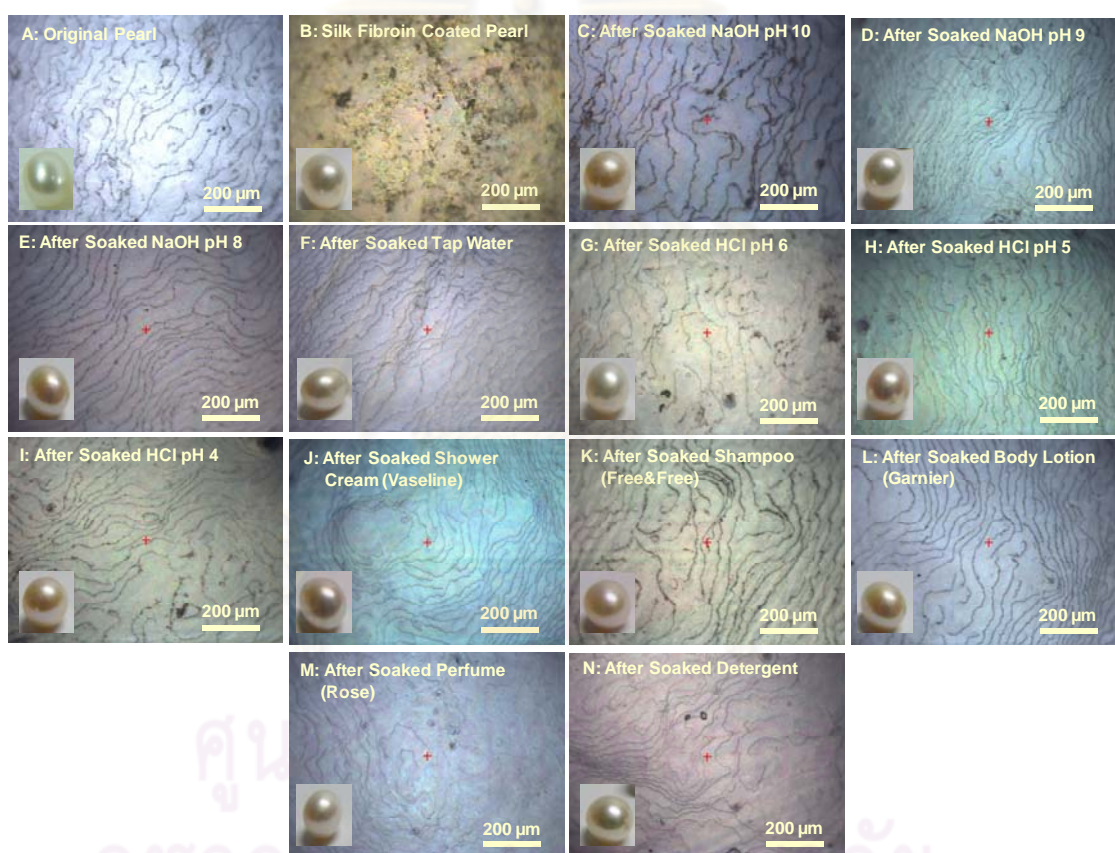 A: Original Pearl
200 µm
B: Silk Fibroin Coated Pearl
200 µm
C: After Soaked NaOH pH 10
200 µm
D: After Soaked NaOH pH 9
200 µm
E: After Soaked NaOH pH 8
200 µm
F: After Soaked Tap Water
200 µm
G: After Soaked HCl pH 6
200 µm
H: After Soaked HCl pH 5
200 µm
I: After Soaked HCl pH 4
200 µm
J: After Soaked Shower
Cream (Vaseline)
200 µm
K: After Soaked Shampoo
(Free&Free)
200 µm
L: After Soaked Body Lotion
(Garnier)
200 µm
M: After Soaked Perfume
(Rose)
200 µm
N: After Soaked Detergent
200 µm